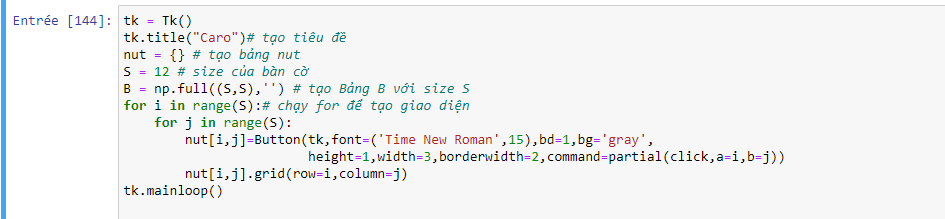 Entrée [144]: tk = Tk()
tk.title("Caro")# tạo tiêu đề
nut = {} # tạo bảng nut
S = 12 # size của bàn cờ
B = np.full((S,S),'') # tạo Bảng B với size S
for i in range(S):# chạy for để tạo giao diện
    for j in range(S):
        nut[i,j]=Button(tk,font=('Time New Roman',15),bd=1,bg='gray',
                        height=1,width=3,borderwidth=2,command=partial(click,a=i,b=j))
        nut[i,j].grid(row=i,column=j)
tk.mainloop()